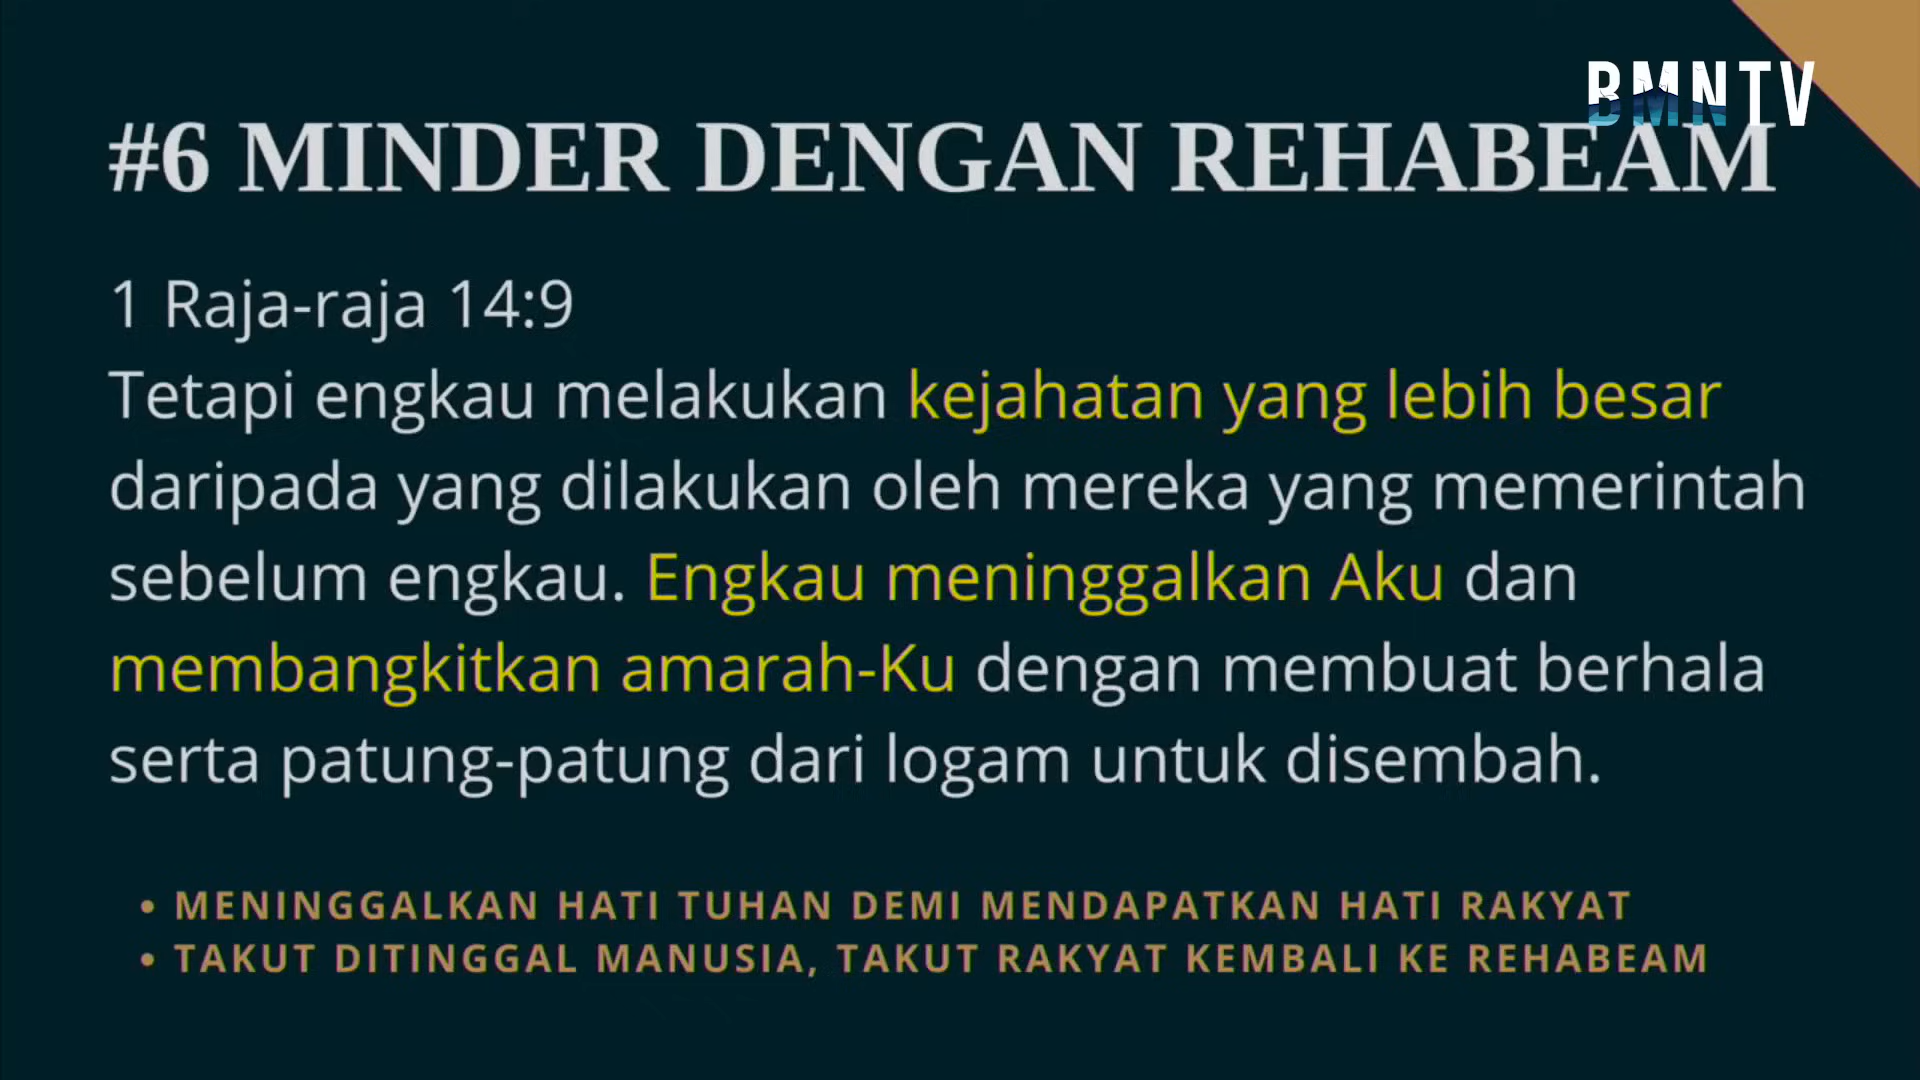 BMNTV
#6 MINDER DENGAN REHABEAM
1 Raja-raja 14:9
Tetapi engkau melakukan kejahatan yang lebih besar
daripada yang dilakukan oleh mereka yang memerintah
sebelum engkau. Engkau meninggalkan Aku dan
membangkitkan amarah-Ku dengan membuat berhala
serta patung-patung dari logam untuk disembah.
• MENINGGALKAN HATI TUHAN DEMI MENDAPATKAN HATI RAKYAT
• TAKUT DITINGGAL MANUSIA, TAKUT RAKYAT KEMBALI KE REHABEAM